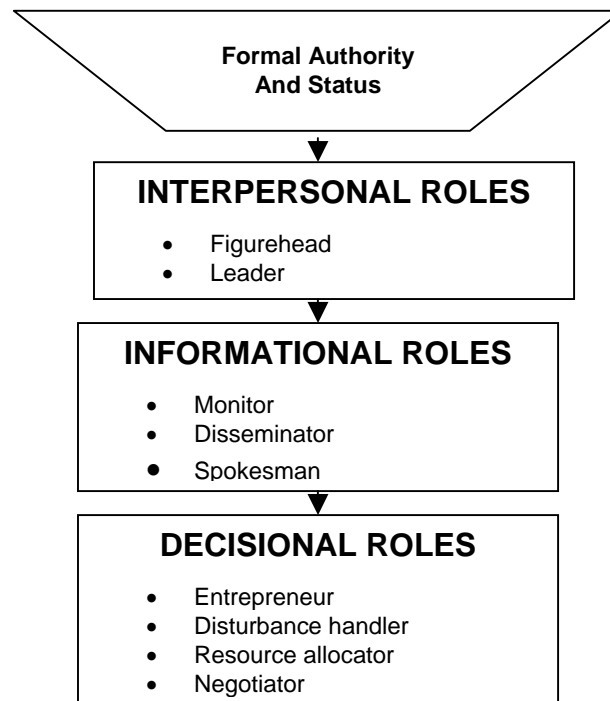 Formal Authority
And Status
INTERPERSONAL ROLES
• Figurehead
• Leader
INFORMATIONAL ROLES
• Monitor
• Disseminator
• Spokesman
DECISIONAL ROLES
• Entrepreneur
• Disturbance handler
• Resource allocator
• Negotiator